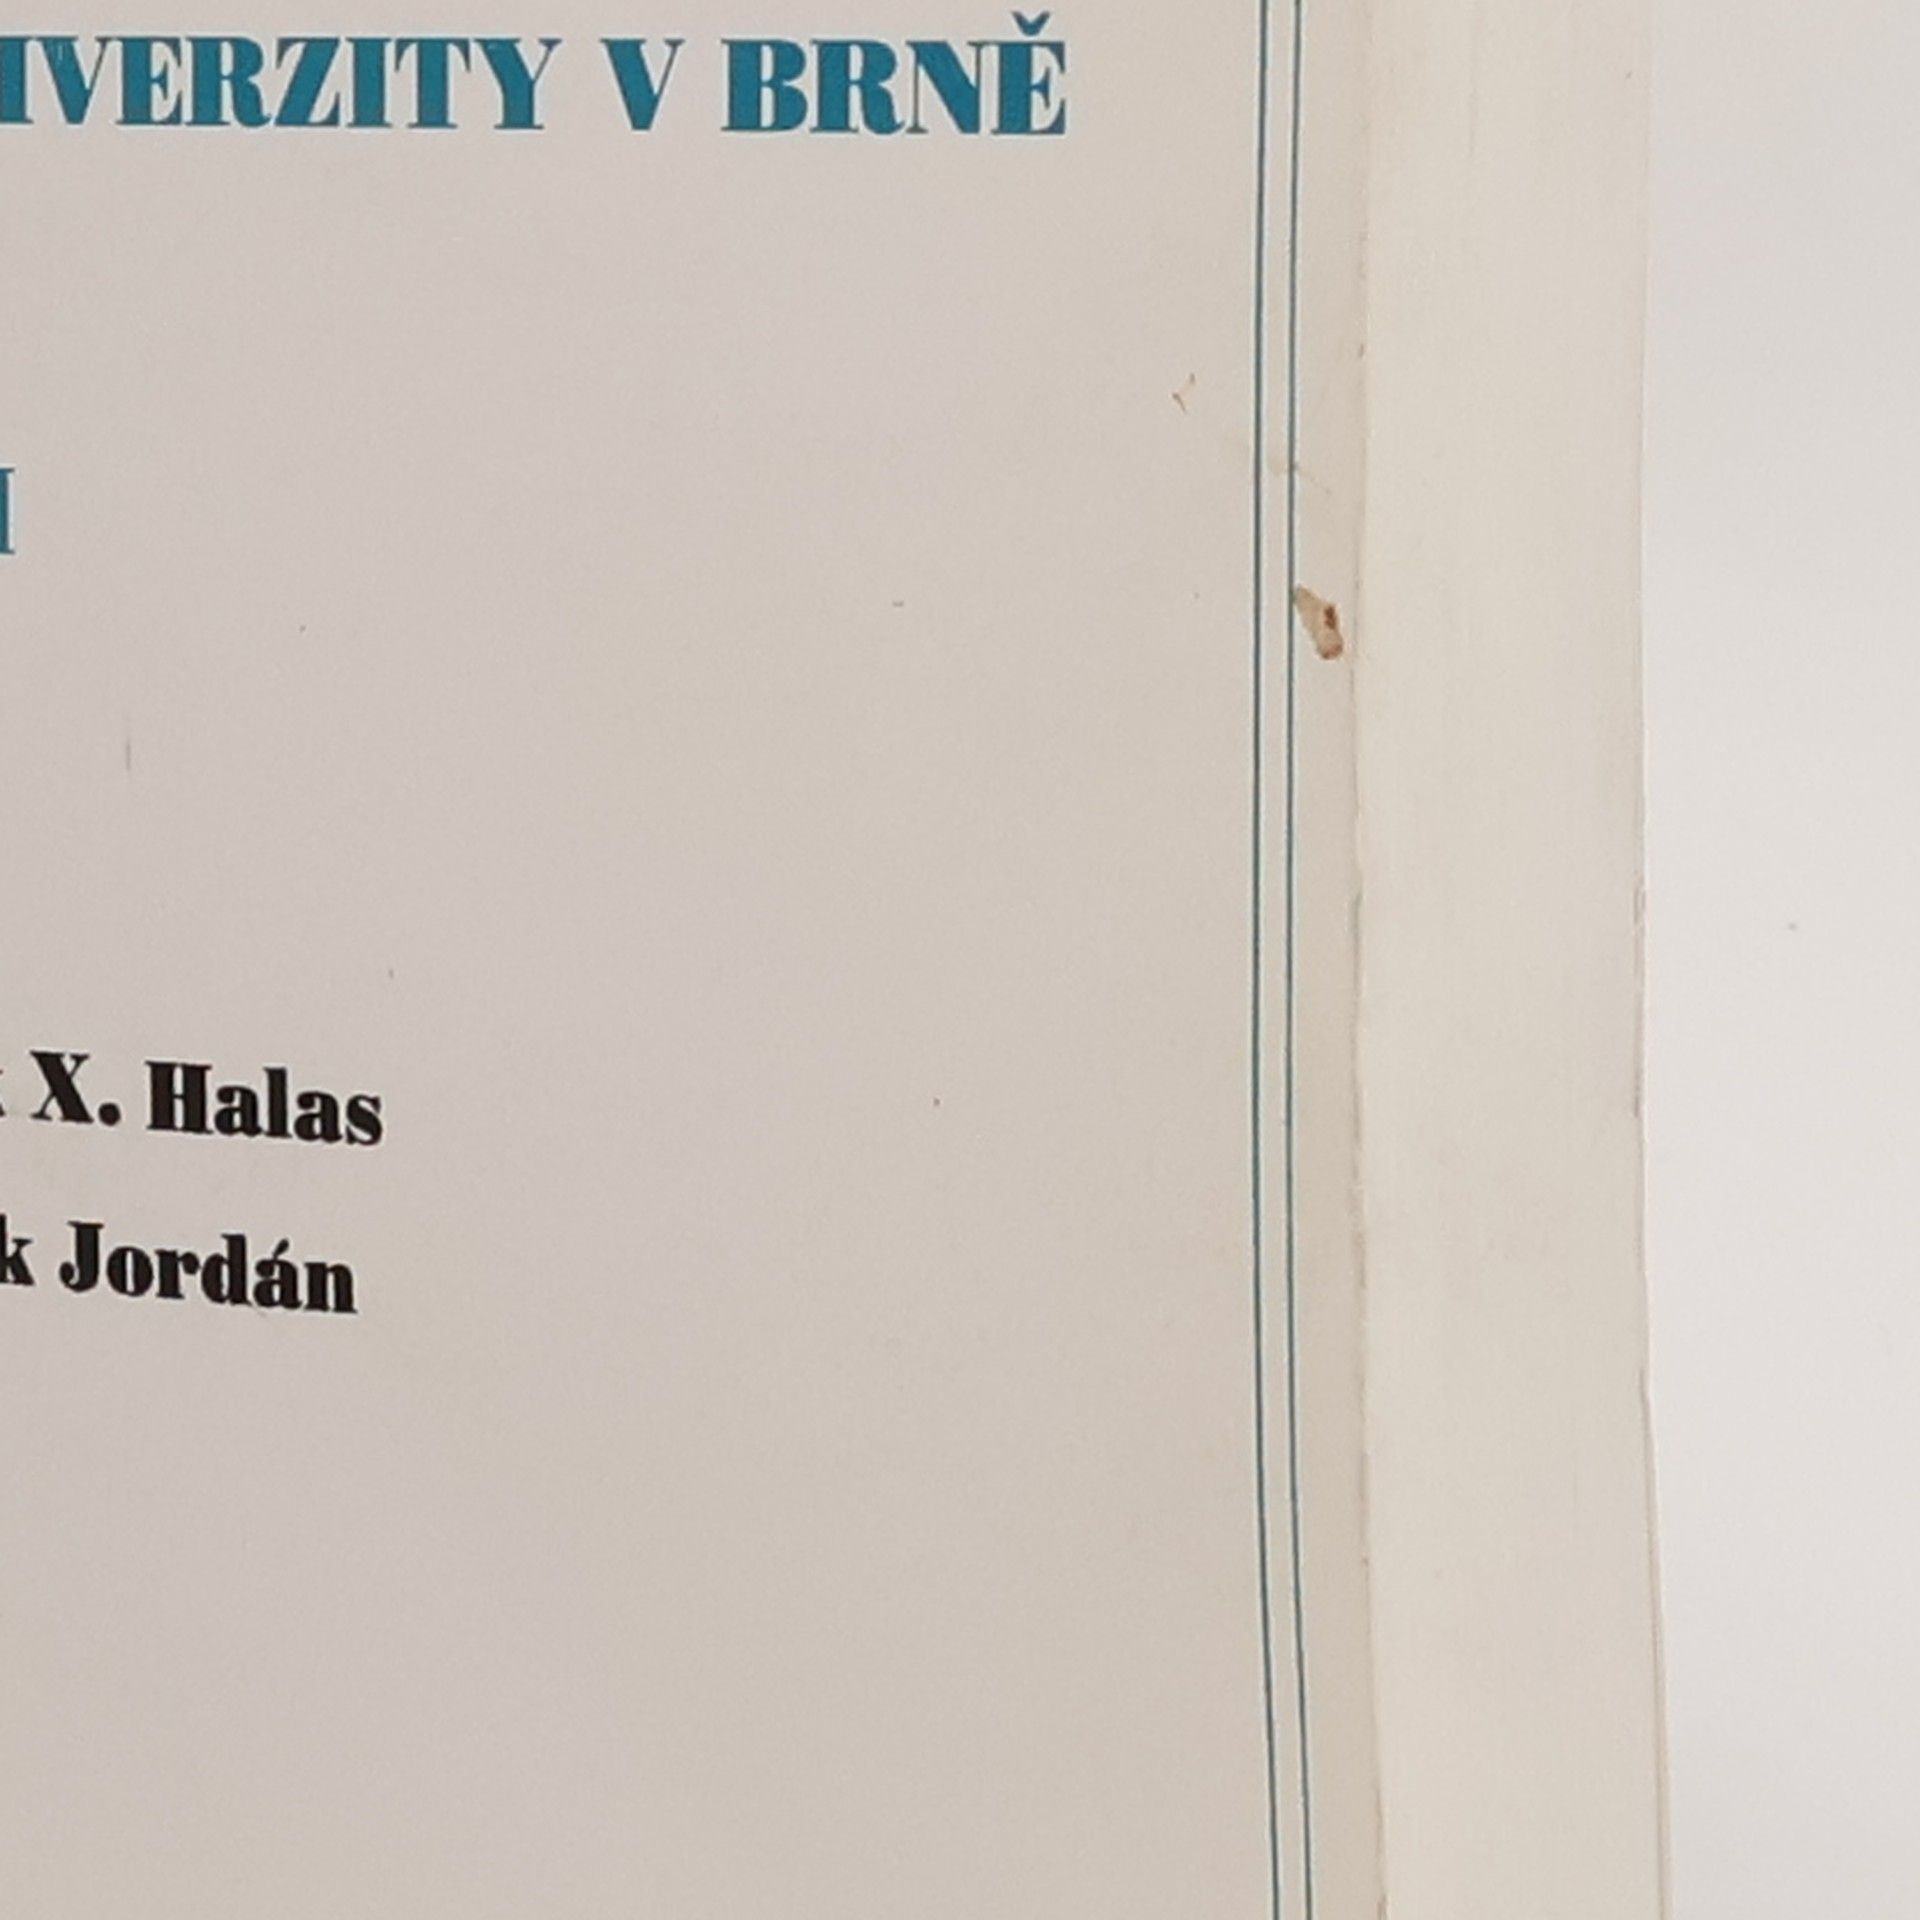 IVERZITY V BRNĚ
I
X. Halas
k Jordán